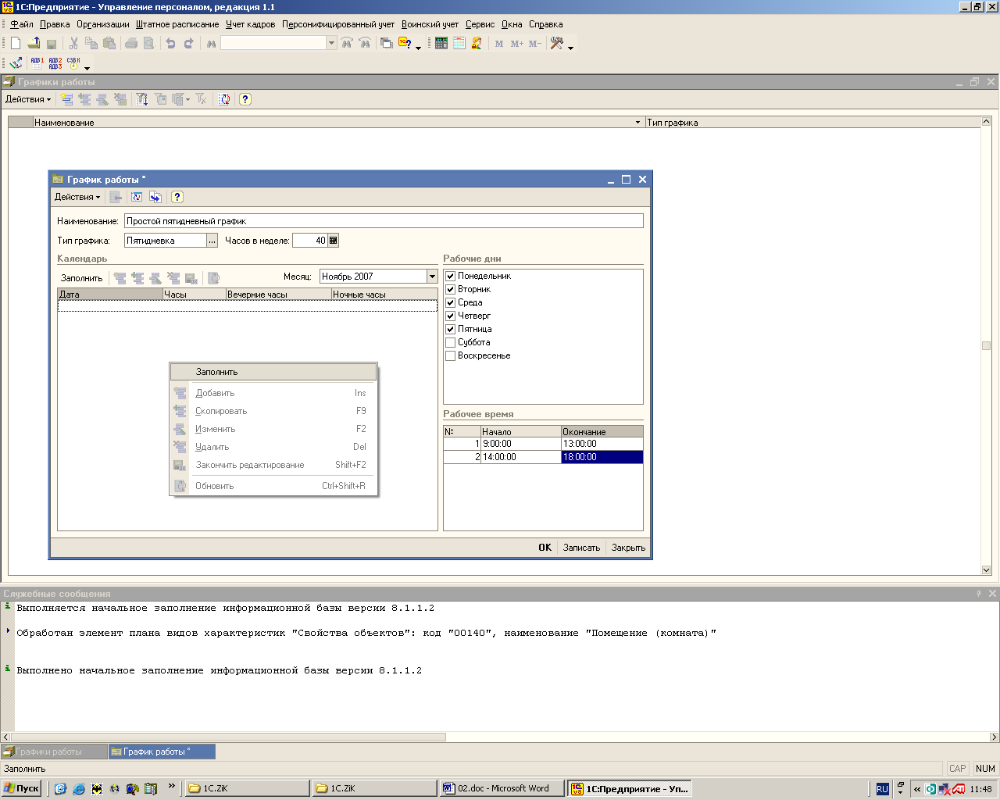 1С:Предприятие - Управление персоналом, редакция 1.1
Файл Правка Организации Штатное расписание Учет кадров Персонифицированный учет Воинский учет Сервис Окна Справка
M M+ M-
АДВ1 АДВ2 АДВ3 СЗВК
Графики работы
Действия
Наименование Тип графика
График работы *
Действия
Наименование: Простой пятидневный график
Тип графика: Пятидневка ... Часов в неделе: 40
Календарь Рабочие дни
Заполнить Месяц: Ноябрь 2007
Дата Часы Вечерние часы Ночные часы
Понедельник
Вторник
Среда
Четверг
Пятница
Суббота
Воскресенье
Заполнить
Добавить Ins
Скопировать F9
Изменить F2
Удалить Del
Закончить редактирование Shift+F2
Обновить Ctrl+Shift+R
Рабочее время
№ Начало Окончание
1 9:00:00 13:00:00
2 14:00:00 18:00:00
OK Записать Закрыть
Служебные сообщения
Выполняется начальное заполнение информационной базы версии 8.1.1.2
Обработан элемент плана видов характеристик "Свойства объектов": код "00140", наименование "Помещение (комната)"
Выполнено начальное заполнение информационной базы версии 8.1.1.2
Графики работы График работы *
Заполнить CAP NUM
Пуск » 1C.ZiK 1C.ZiK 02.doc - Microsoft Word 1С:Предприятие - Уп... RU « 11:48